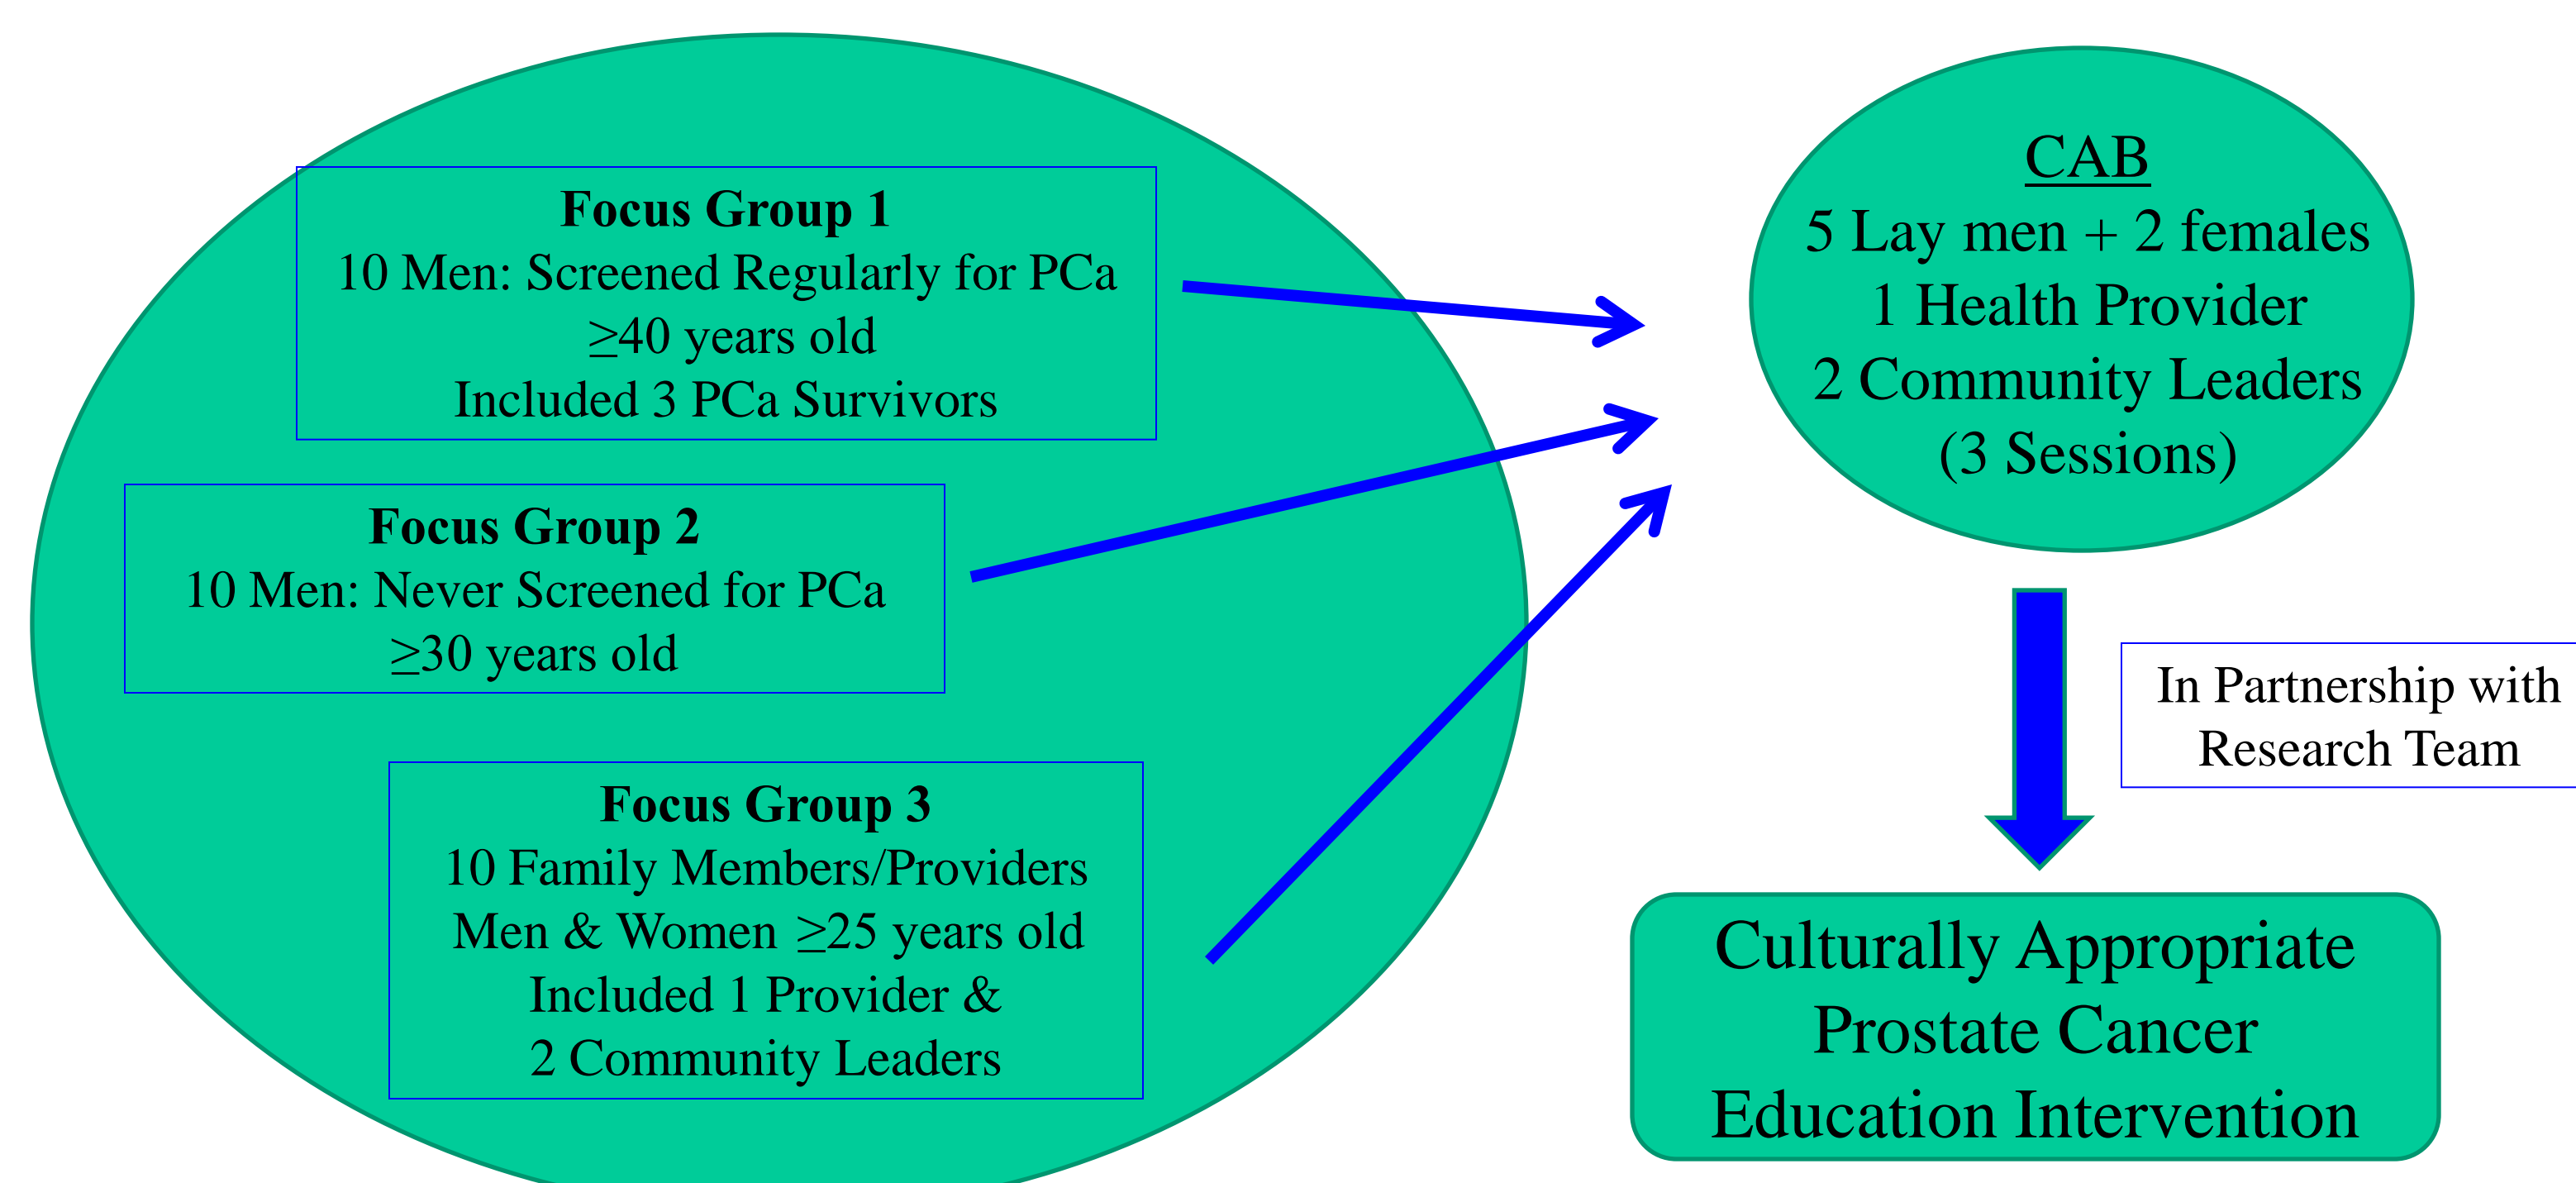 Focus Group 1
10 Men: Screened Regularly for PCa
≥40 years old
Included 3 PCa Survivors
Focus Group 2
10 Men: Never Screened for PCa
≥30 years old
Focus Group 3
10 Family Members/Providers
Men & Women ≥25 years old
Included 1 Provider &
2 Community Leaders
CAB
5 Lay men + 2 females
1 Health Provider
2 Community Leaders
(3 Sessions)
In Partnership with
Research Team
Culturally Appropriate
Prostate Cancer
Education Intervention